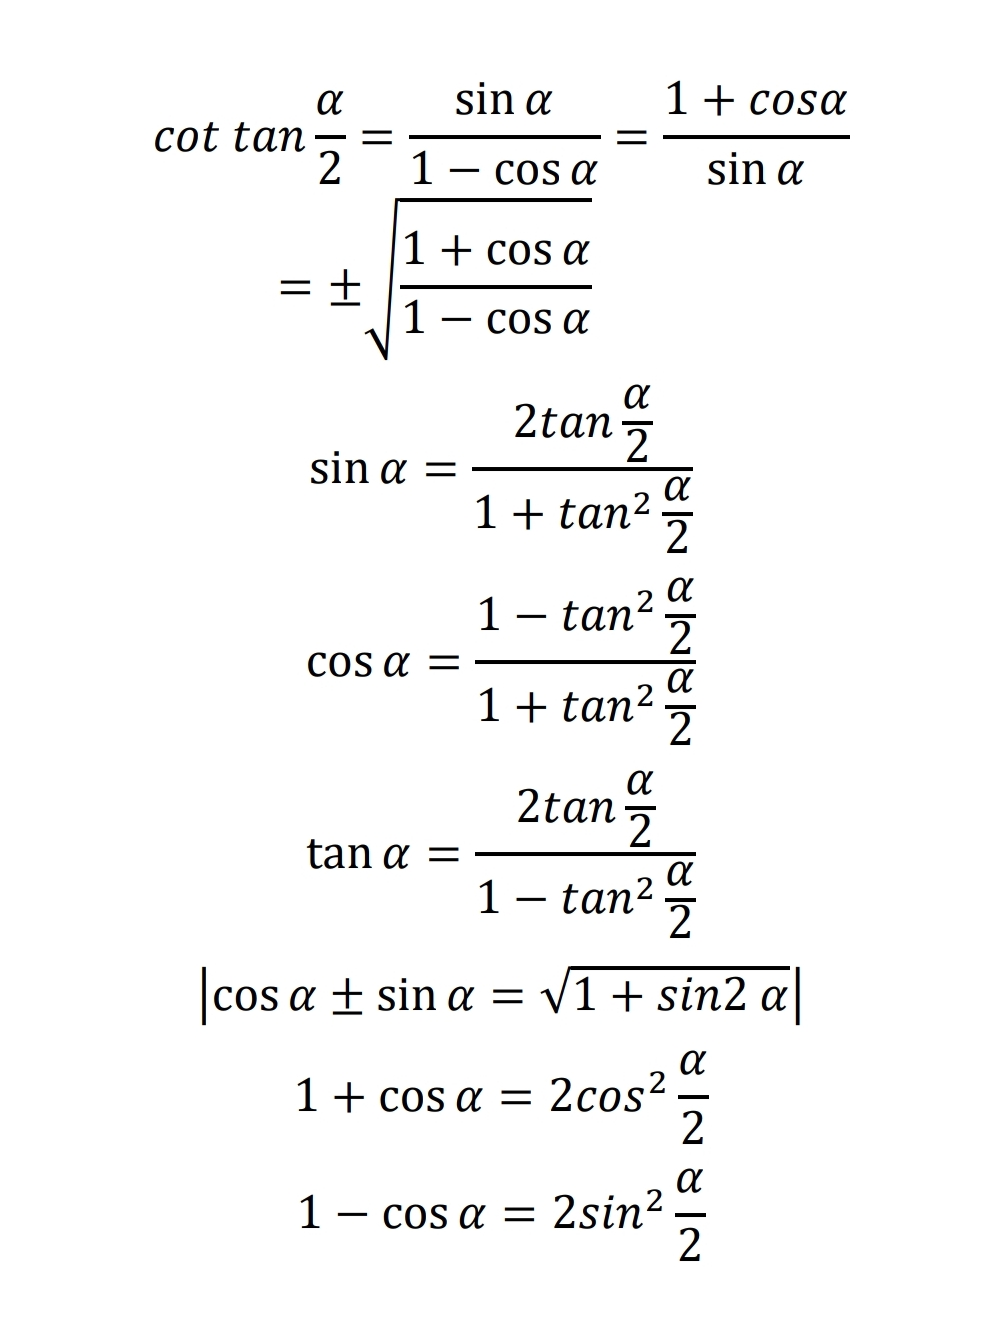 cot tan α/2 = sin α / (1 − cos α) = (1 + cosα) / sin α
= ±√((1 + cos α) / (1 − cos α))
sin α = (2tan α/2) / (1 + tan² α/2)
cos α = (1 − tan² α/2) / (1 + tan² α/2)
tan α = (2tan α/2) / (1 − tan² α/2)
|cos α ± sin α = √(1 + sin2 α)|
1 + cos α = 2cos² α/2
1 − cos α = 2sin² α/2